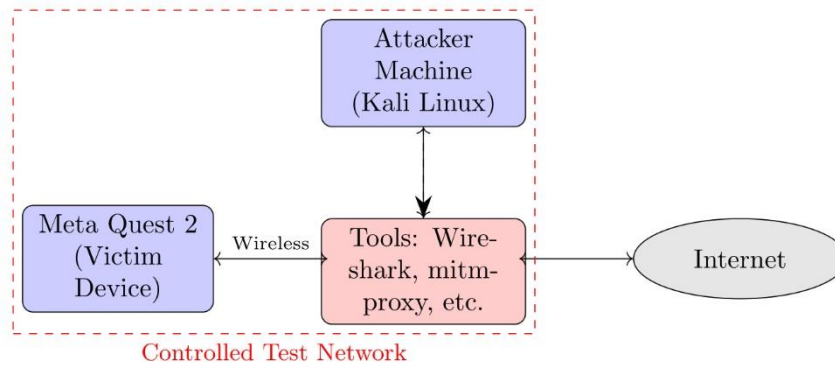 Attacker
Machine
(Kali Linux)
Meta Quest 2
(Victim
Device)
Wireless
Tools: Wire-
shark, mitm-
proxy, etc.
Internet
Controlled Test Network